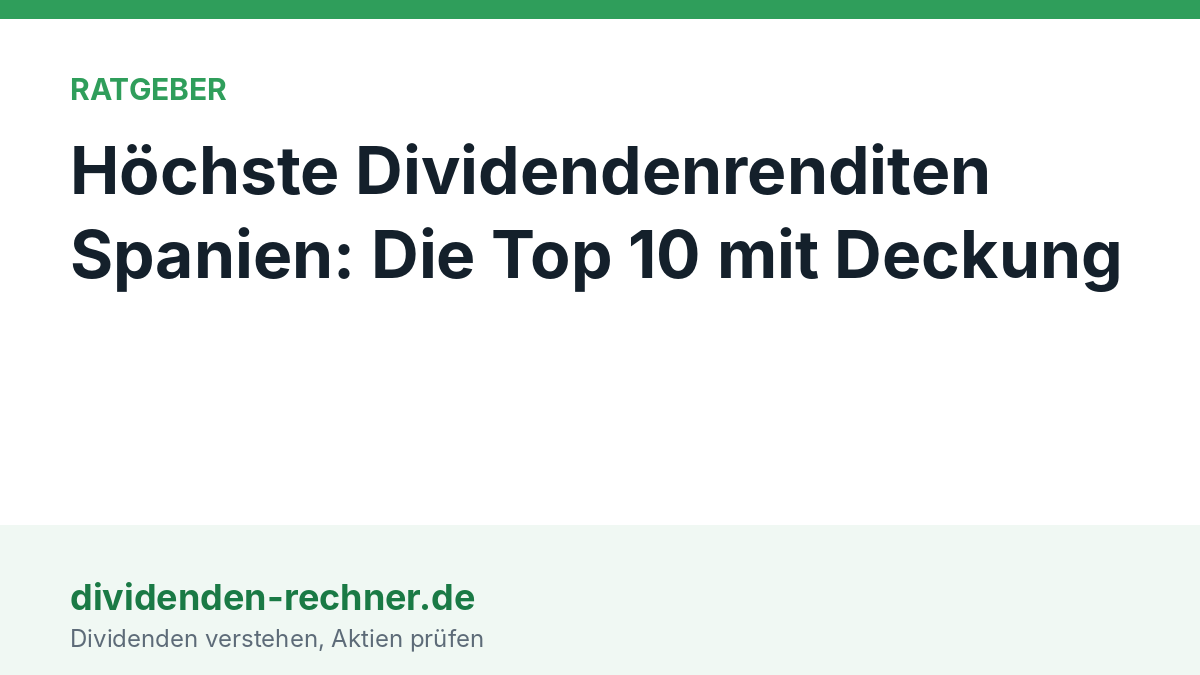 RATGEBER
Höchste Dividendenrenditen
Spanien: Die Top 10 mit Deckung
dividenden-rechner.de
Dividenden verstehen, Aktien prüfen